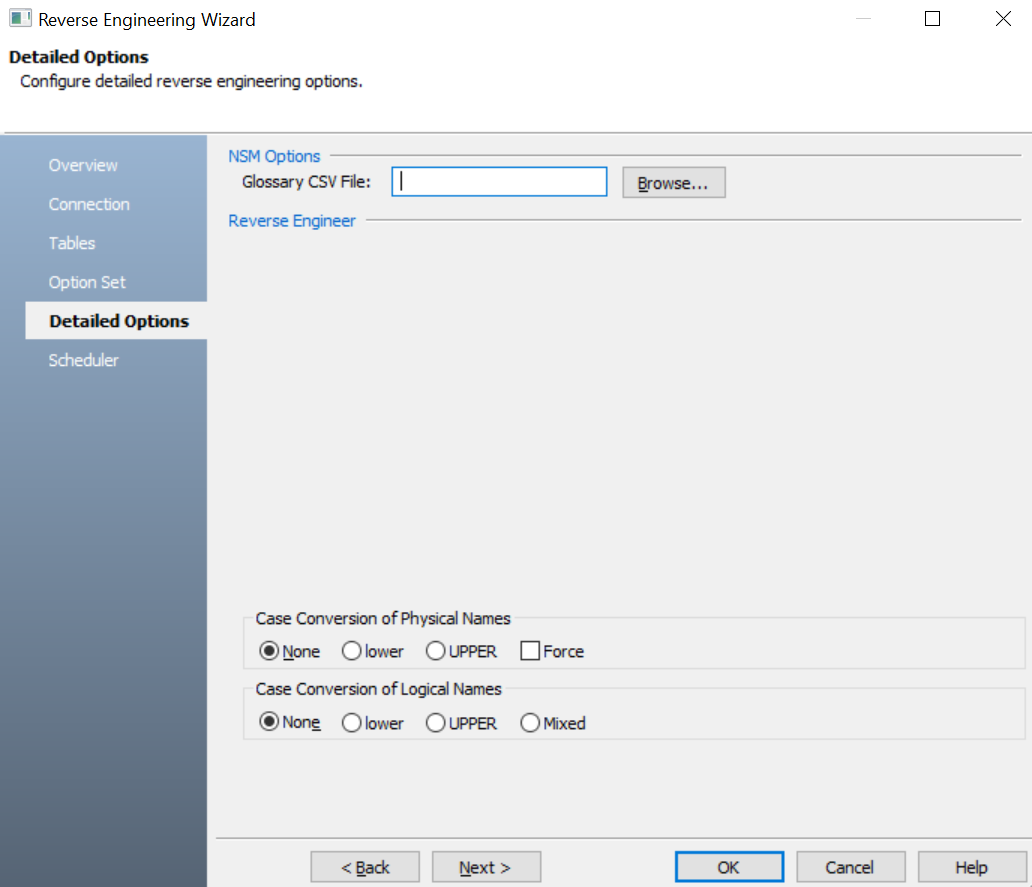 Reverse Engineering Wizard
Detailed Options
Configure detailed reverse engineering options.
Overview
Connection
Tables
Option Set
Detailed Options
Scheduler
NSM Options
Glossary CSV File:
Browse...
Reverse Engineer
Case Conversion of Physical Names
None lower UPPER Force
Case Conversion of Logical Names
None lower UPPER Mixed
< Back Next > OK Cancel Help